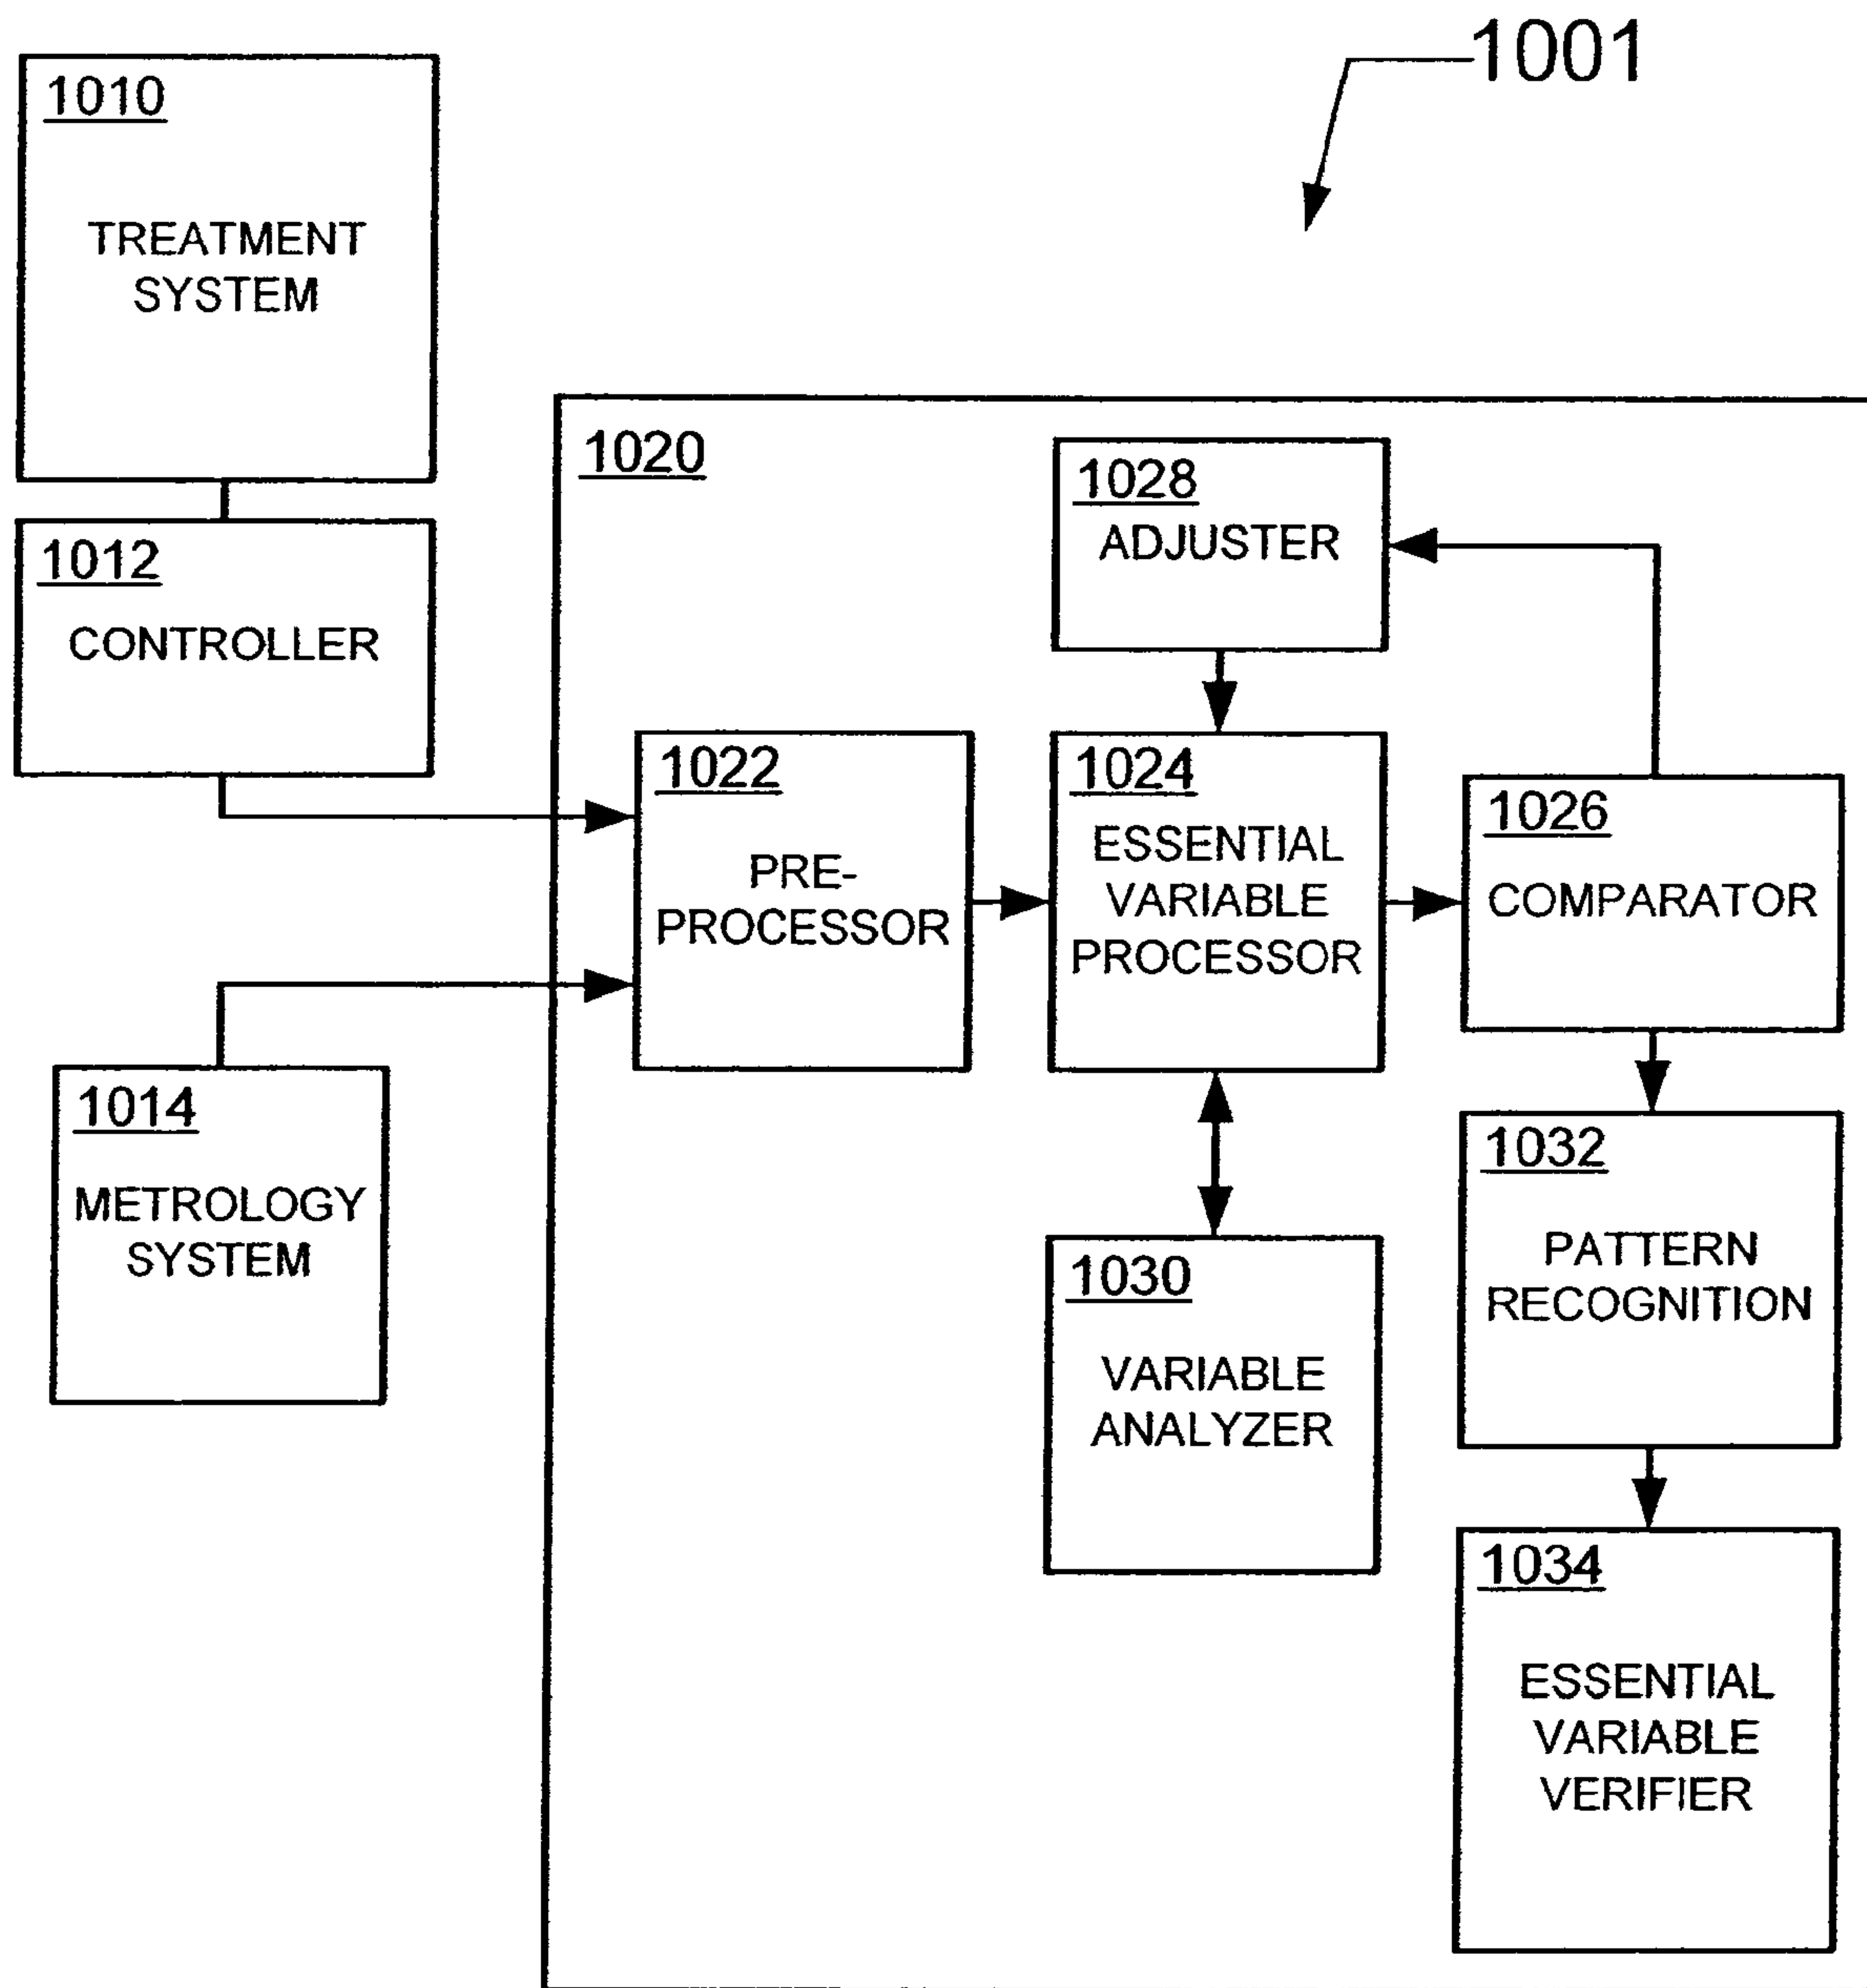 1001
1010
TREATMENT
SYSTEM
1012
CONTROLLER
1014
METROLOGY
SYSTEM
1020
1028
ADJUSTER
1022
PRE-
PROCESSOR
1024
ESSENTIAL
VARIABLE
PROCESSOR
1026
COMPARATOR
1030
VARIABLE
ANALYZER
1032
PATTERN
RECOGNITION
1034
ESSENTIAL
VARIABLE
VERIFIER